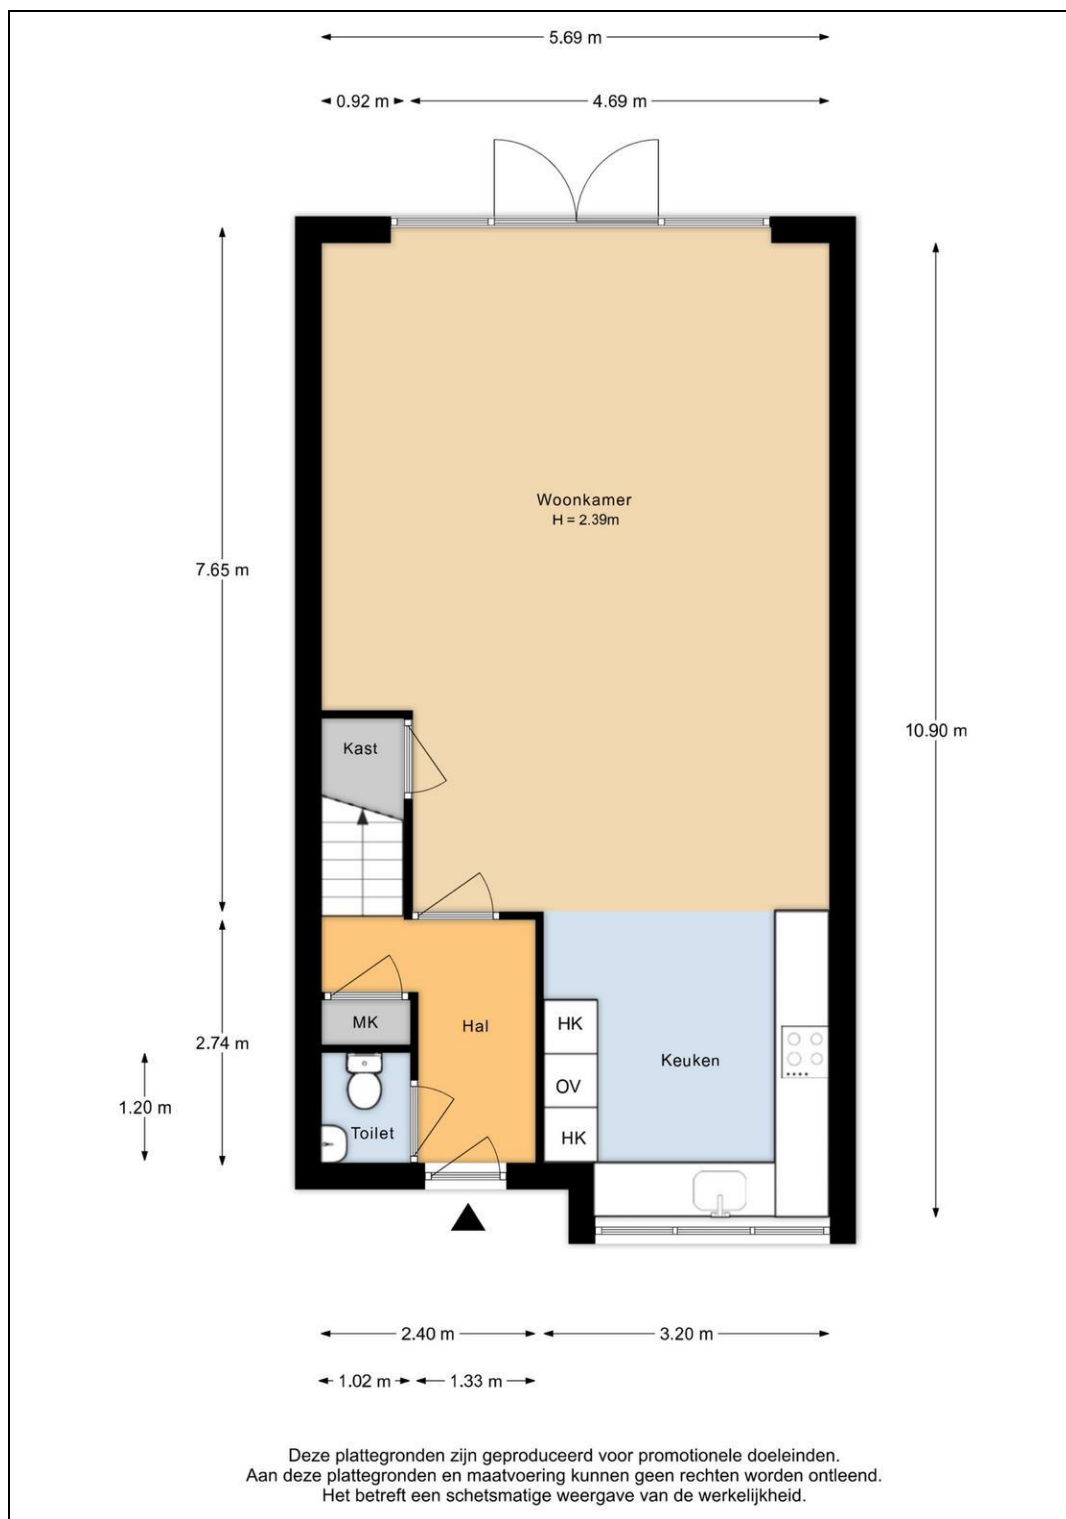 5.69 m
0.92 m
4.69 m
Woonkamer
H = 2.39m
7.65 m
10.90 m
Kast
MK
Hal
HK
2.74 m
Keuken
OV
1.20 m
Toilet
HK
2.40 m
3.20 m
1.02 m
1.33 m
Deze plattegronden zijn geproduceerd voor promotionele doeleinden.
Aan deze plattegronden en maatvoering kunnen geen rechten worden ontleend.
Het betreft een schetsmatige weergave van de werkelijkheid.